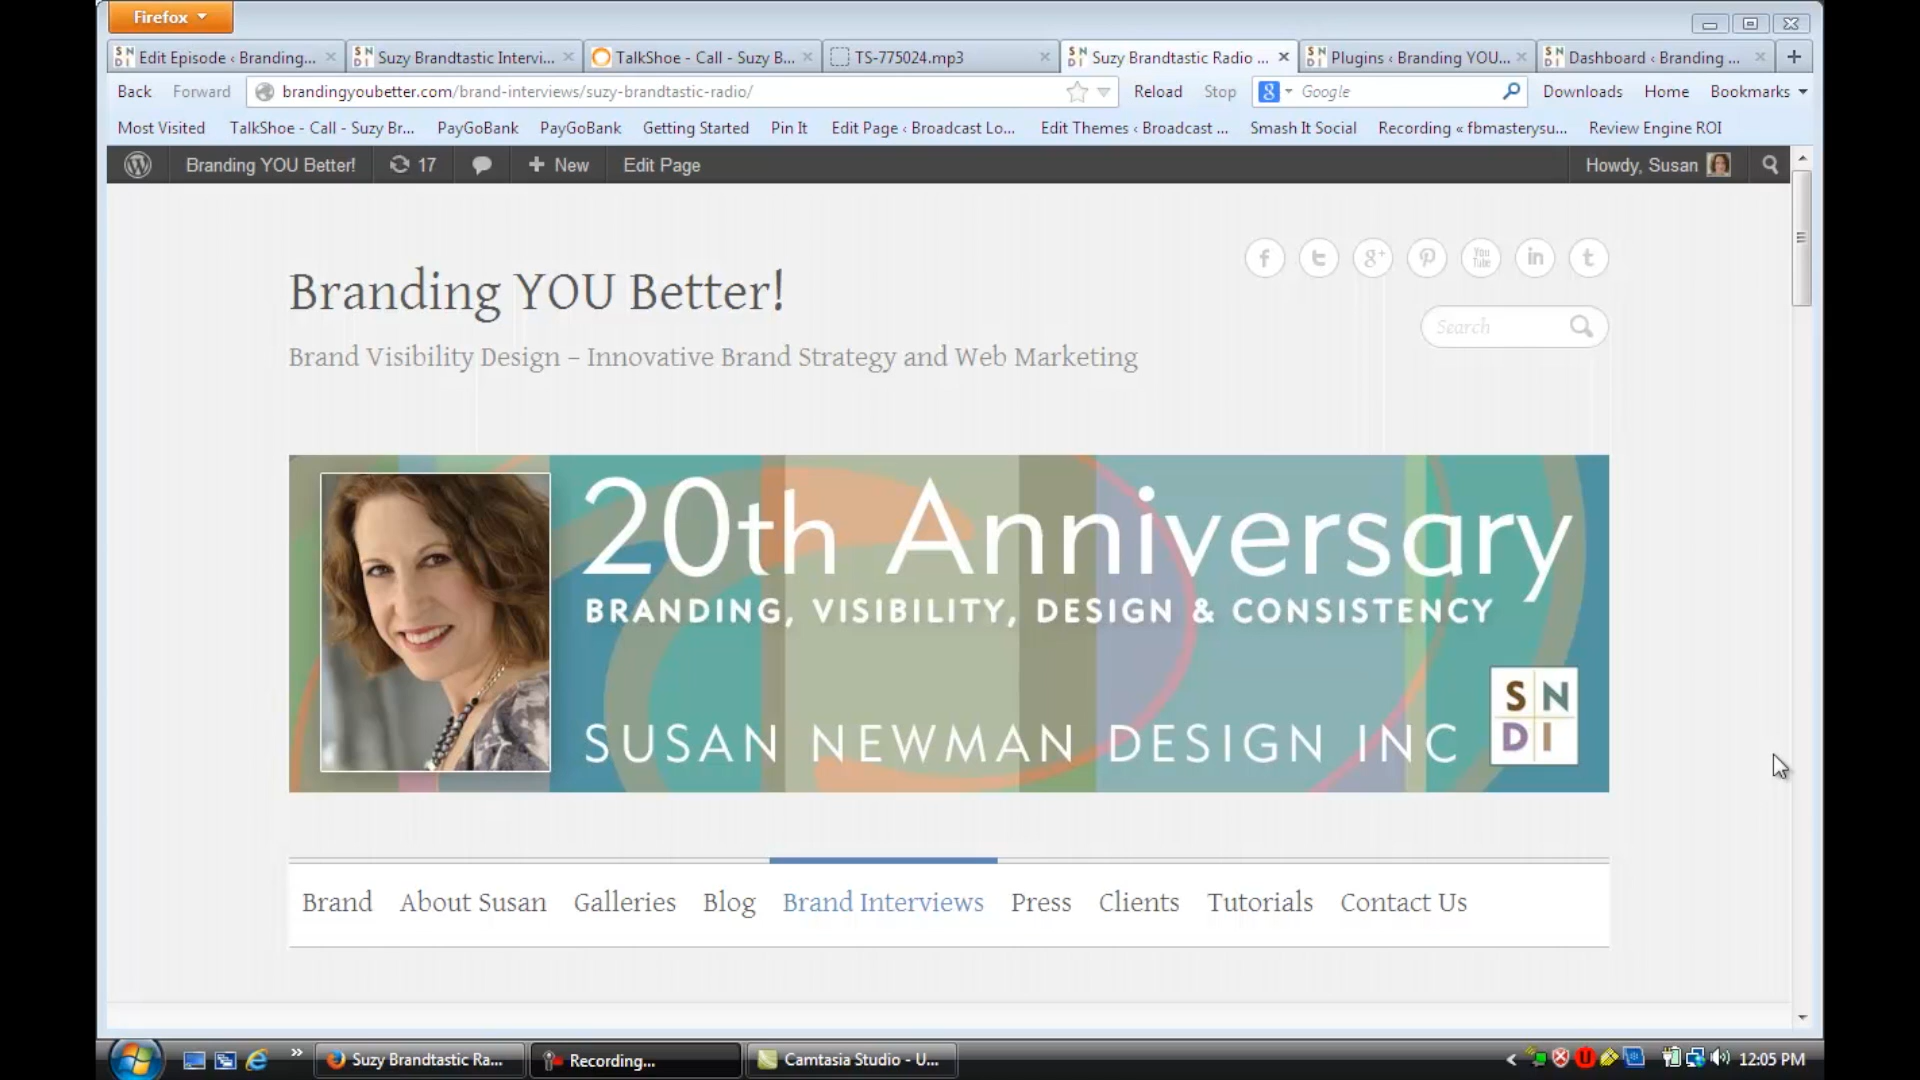 Firefox
Edit Episode ‹ Branding...
Suzy Brandtastic Intervi...
TalkShoe - Call - Suzy B...
TS-775024.mp3
Suzy Brandtastic Radio ...
Plugins ‹ Branding YOU...
Dashboard ‹ Branding ...
Back Forward brandingyoubetter.com/brand-interviews/suzy-brandtastic-radio/ Reload Stop Google Downloads Home Bookmarks
Most Visited TalkShoe - Call - Suzy Br... PayGoBank PayGoBank Getting Started Pin It Edit Page ‹ Broadcast Lo... Edit Themes ‹ Broadcast ... Smash It Social Recording « fbmasterysu... Review Engine ROI
Branding YOU Better! 17 + New Edit Page Howdy, Susan
Branding YOU Better!
Search
Brand Visibility Design – Innovative Brand Strategy and Web Marketing
20th Anniversary
BRANDING, VISIBILITY, DESIGN & CONSISTENCY
SUSAN NEWMAN DESIGN INC
S N
D I
Brand About Susan Galleries Blog Brand Interviews Press Clients Tutorials Contact Us
Suzy Brandtastic Ra... Recording... Camtasia Studio - U... 12:05 PM